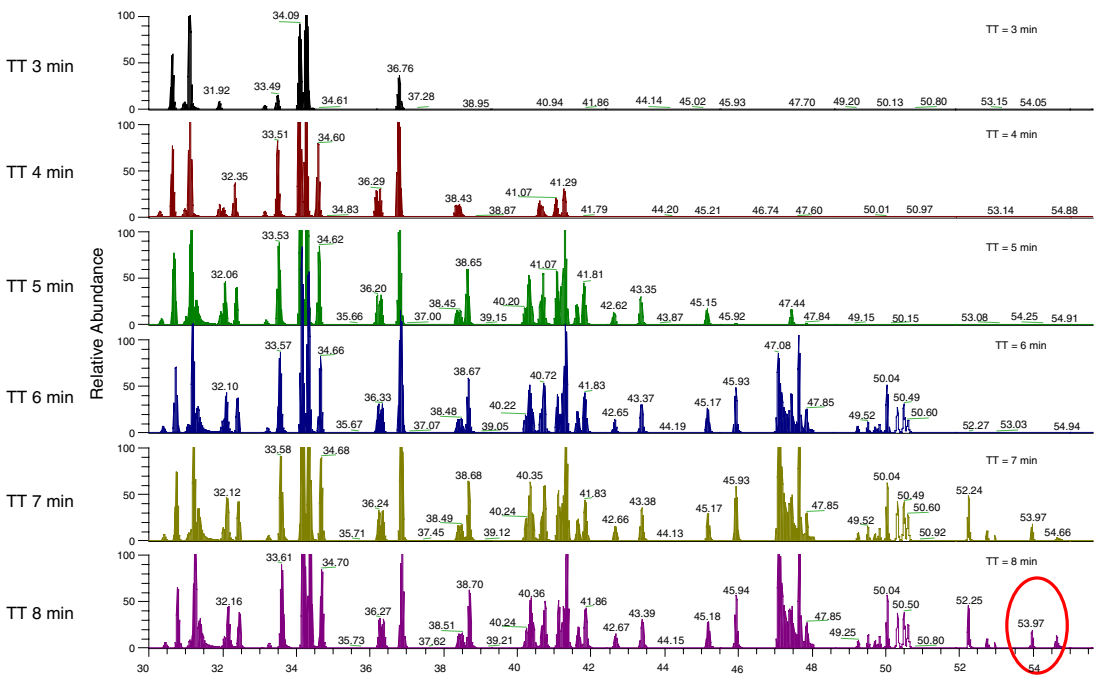 Relative Abundance
TT 3 min
100
50
0
TT = 3 min
31.92 33.49 34.09 34.61 36.76 37.28 38.95 40.94 41.86 44.14 45.02 45.93 47.70 49.20 50.13 50.80 53.15 54.05
TT 4 min
100
50
0
TT = 4 min
32.35 33.51 34.60 34.83 36.29 38.43 38.87 41.07 41.29 41.79 44.20 45.21 46.74 47.60 50.01 50.97 53.14 54.88
TT 5 min
100
50
0
TT = 5 min
32.06 33.53 34.62 35.66 36.20 37.00 38.45 38.65 39.15 40.20 41.07 41.81 42.62 43.35 43.87 45.15 45.92 47.44 47.84 49.15 50.15 53.08 54.25 54.91
TT 6 min
100
50
0
TT = 6 min
32.10 33.57 34.66 35.67 36.33 37.07 38.48 38.67 39.05 40.22 40.72 41.83 42.65 43.37 44.19 45.17 45.93 47.08 47.85 49.52 50.04 50.49 50.60 52.27 53.03 54.94
TT 7 min
100
50
0
TT = 7 min
32.12 33.58 34.68 35.71 36.24 37.45 38.49 38.68 39.12 40.24 40.35 41.83 42.66 43.38 44.13 45.17 45.93 47.85 49.52 50.04 50.49 50.60 50.92 52.24 53.97 54.66
TT 8 min
100
50
0
TT = 8 min
32.16 33.61 34.70 35.73 36.27 37.62 38.51 38.70 39.21 40.24 40.36 41.86 42.67 43.39 44.15 45.18 45.94 47.85 49.25 50.04 50.50 50.80 52.25 53.97
30 32 34 36 38 40 42 44 46 48 50 52 54